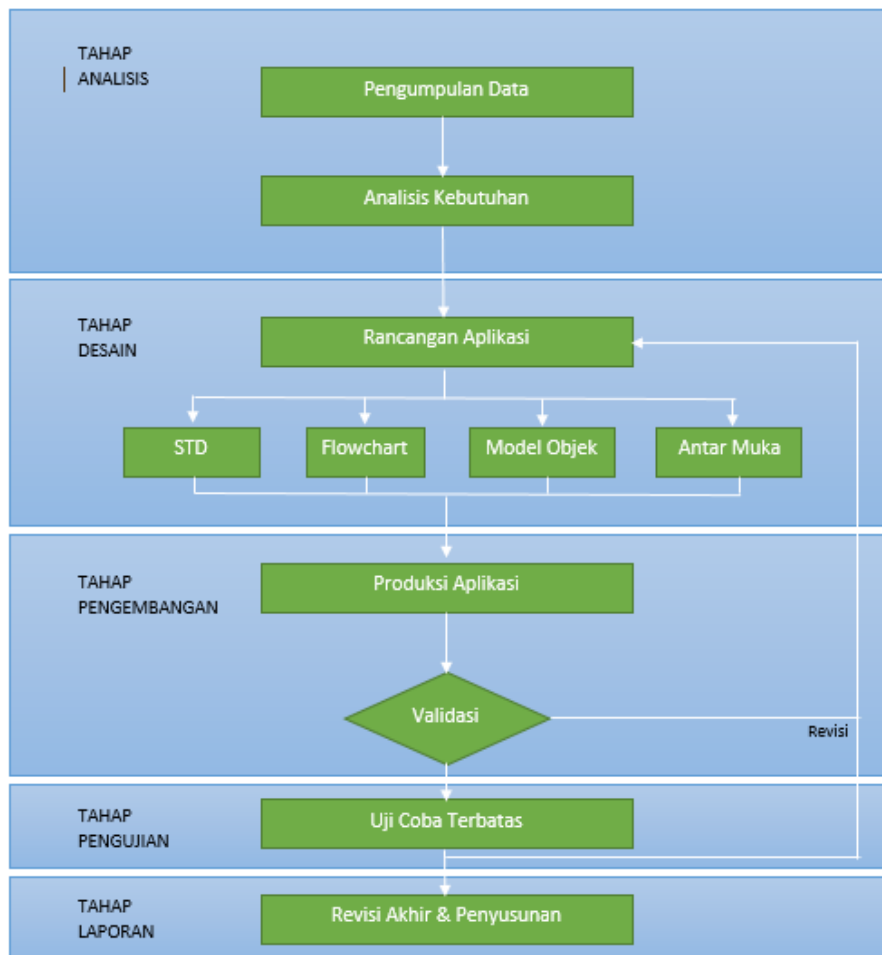 TAHAP
ANALISIS
Pengumpulan Data
Analisis Kebutuhan
TAHAP
DESAIN
Rancangan Aplikasi
STD
Flowchart
Model Objek
Antar Muka
TAHAP
PENGEMBANGAN
Produksi Aplikasi
Validasi
Revisi
TAHAP
PENGUJIAN
Uji Coba Terbatas
TAHAP
LAPORAN
Revisi Akhir & Penyusunan